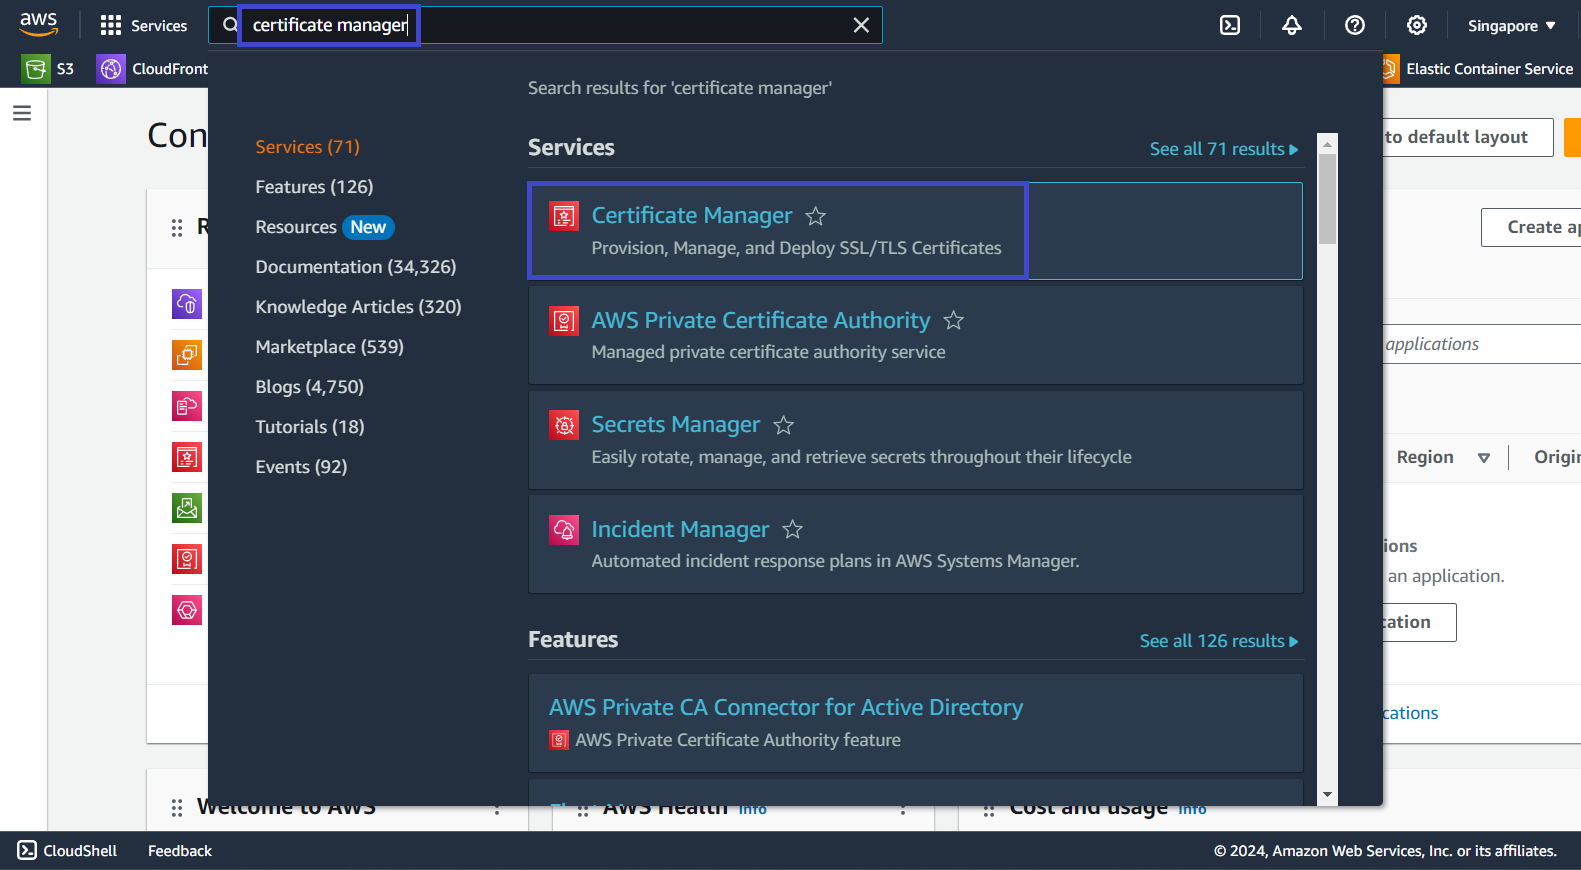 aws
Services
certificate manager
Singapore
S3
CloudFront
Elastic Container Service
Search results for 'certificate manager'
Con
to default layout
Services (71)
Features (126)
Resources New
Documentation (34,326)
Knowledge Articles (320)
Marketplace (539)
Blogs (4,750)
Tutorials (18)
Events (92)
Services
See all 71 results
Certificate Manager
Provision, Manage, and Deploy SSL/TLS Certificates
AWS Private Certificate Authority
Managed private certificate authority service
Secrets Manager
Easily rotate, manage, and retrieve secrets throughout their lifecycle
Incident Manager
Automated incident response plans in AWS Systems Manager.
Features
See all 126 results
AWS Private CA Connector for Active Directory
AWS Private Certificate Authority feature
R
Create ap
applications
Region
Origin
ions
an application.
cation
cations
Welcome to AWS
AWS Health Info
Cost and usage Info
CloudShell
Feedback
© 2024, Amazon Web Services, Inc. or its affiliates.